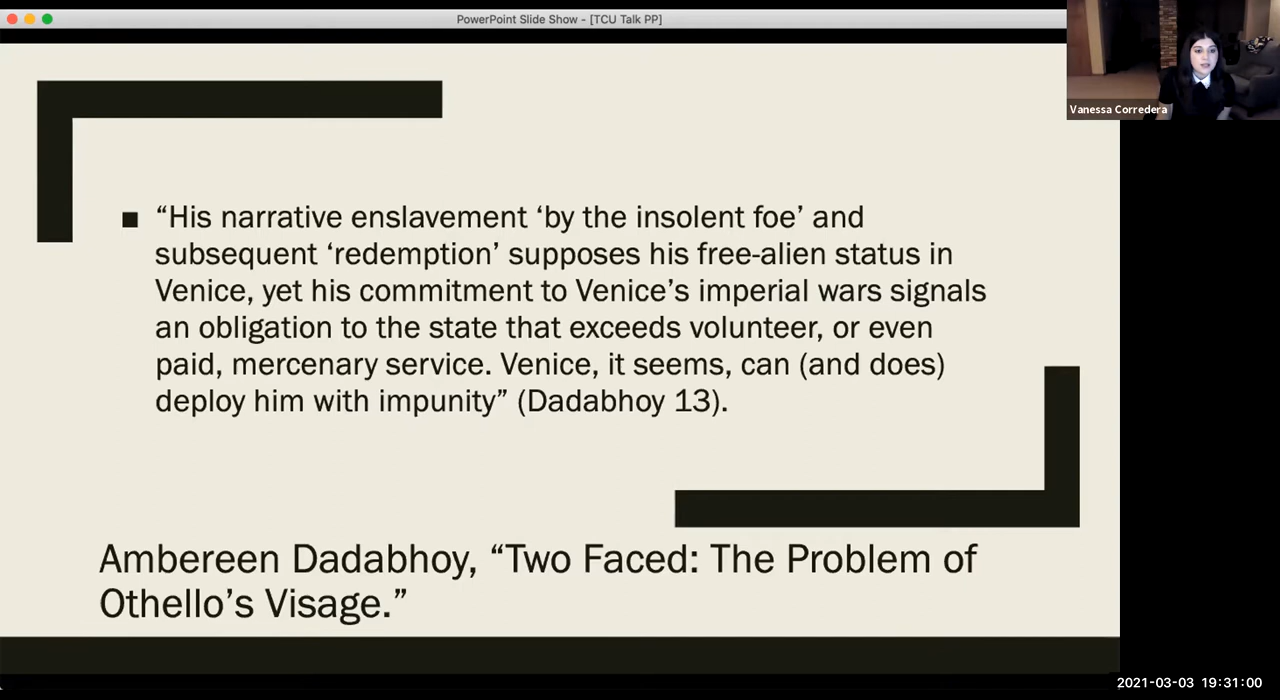 PowerPoint Slide Show - [TCU Talk PP]
Vanessa Corredera
■ “His narrative enslavement ‘by the insolent foe’ and
subsequent ‘redemption’ supposes his free-alien status in
Venice, yet his commitment to Venice’s imperial wars signals
an obligation to the state that exceeds volunteer, or even
paid, mercenary service. Venice, it seems, can (and does)
deploy him with impunity” (Dadabhoy 13).
Ambereen Dadabhoy, “Two Faced: The Problem of
Othello’s Visage.”
2021-03-03 19:31:00